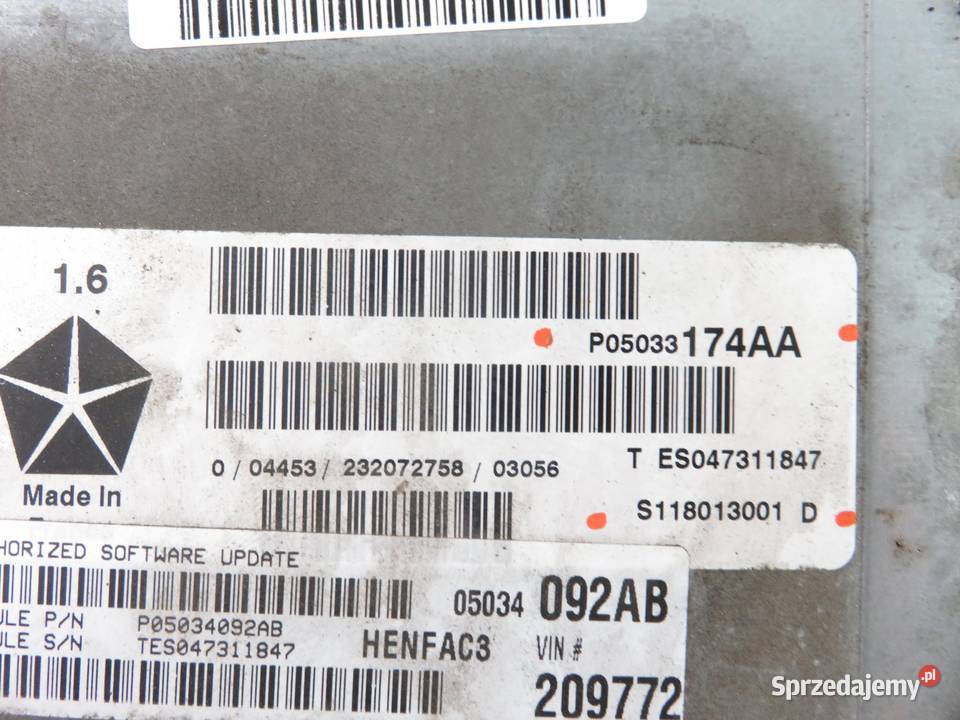 1.6
P05033174AA
0 / 04453 / 232072758 / 03056
T ES047311847
Made In
S118013001 D
HORIZED SOFTWARE UPDATE
05034 092AB
ULE P/N P05034092AB
ULE S/N TES047311847
HENFAC3
VIN #
209772
Sprzedajemy.pl